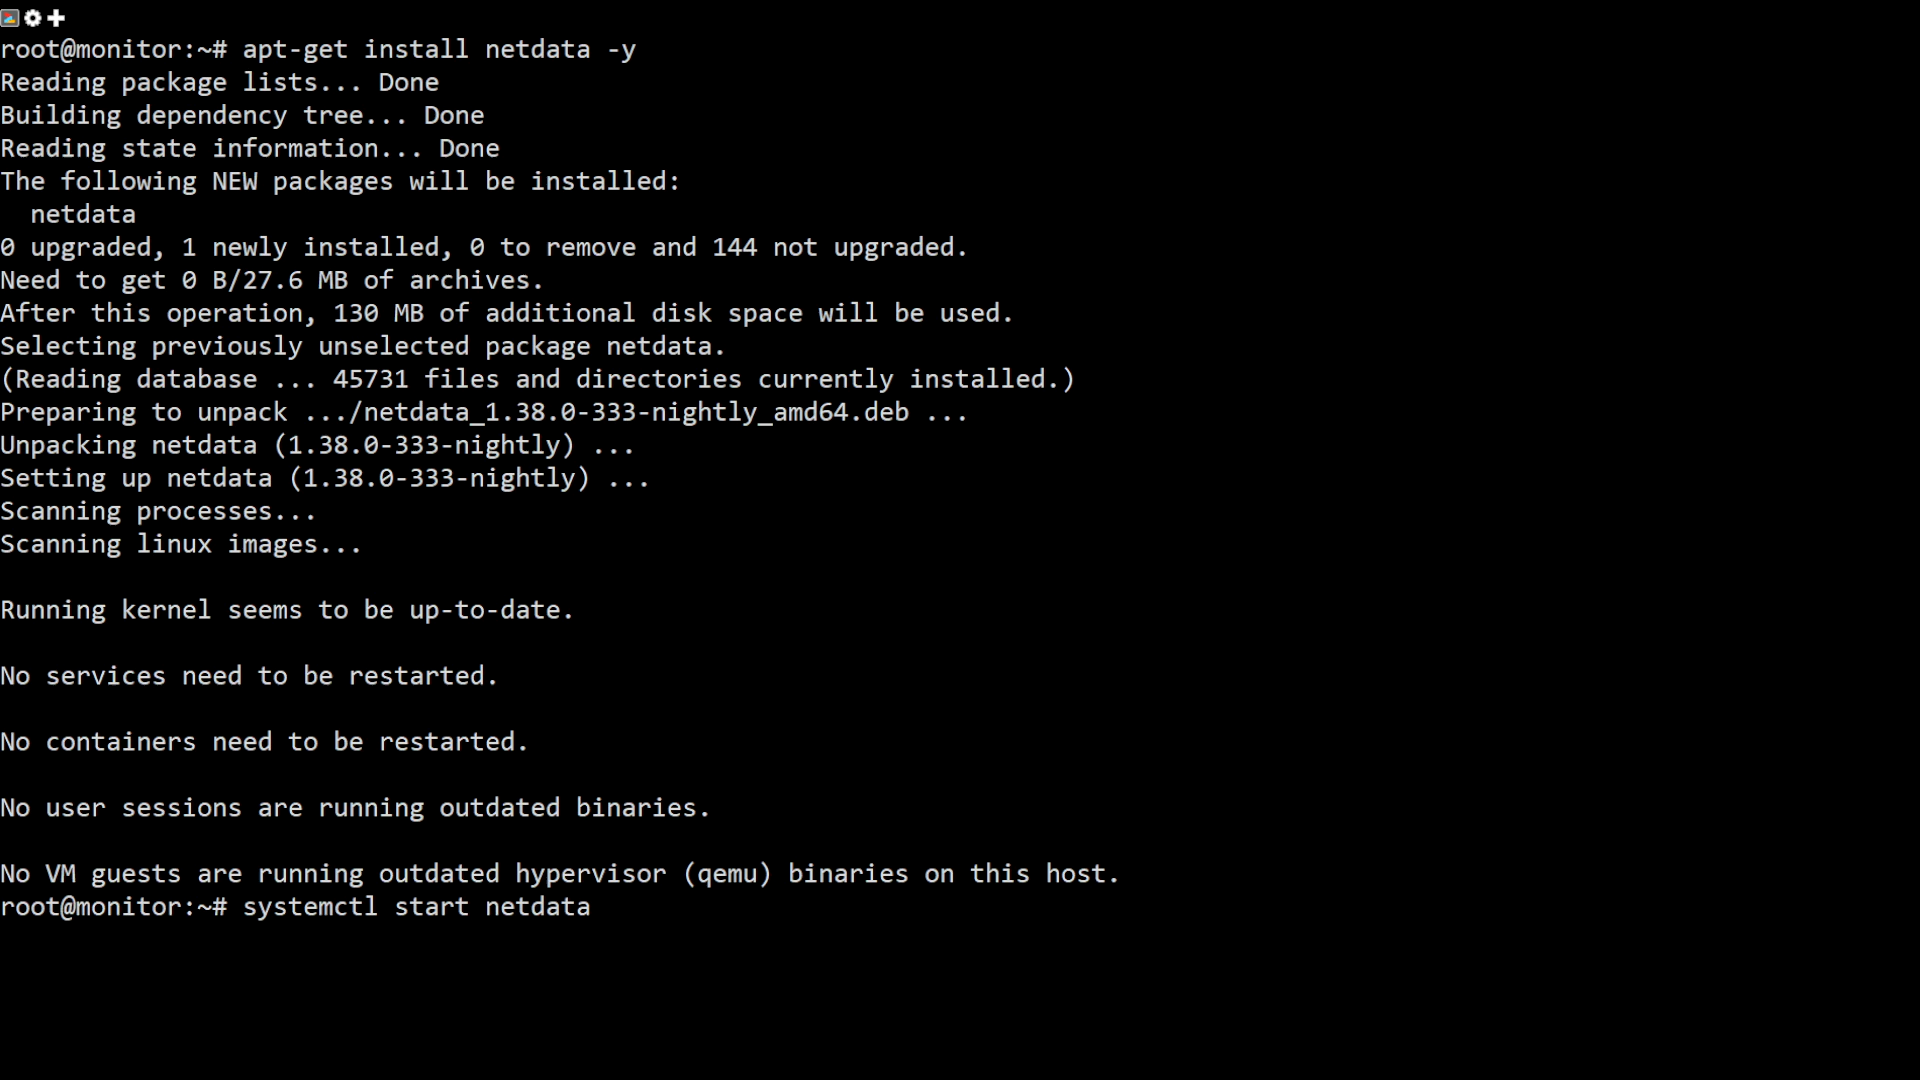 root@monitor:~# apt-get install netdata -y
Reading package lists... Done
Building dependency tree... Done
Reading state information... Done
The following NEW packages will be installed:
  netdata
0 upgraded, 1 newly installed, 0 to remove and 144 not upgraded.
Need to get 0 B/27.6 MB of archives.
After this operation, 130 MB of additional disk space will be used.
Selecting previously unselected package netdata.
(Reading database ... 45731 files and directories currently installed.)
Preparing to unpack .../netdata_1.38.0-333-nightly_amd64.deb ...
Unpacking netdata (1.38.0-333-nightly) ...
Setting up netdata (1.38.0-333-nightly) ...
Scanning processes...
Scanning linux images...

Running kernel seems to be up-to-date.

No services need to be restarted.

No containers need to be restarted.

No user sessions are running outdated binaries.

No VM guests are running outdated hypervisor (qemu) binaries on this host.
root@monitor:~# systemctl start netdata